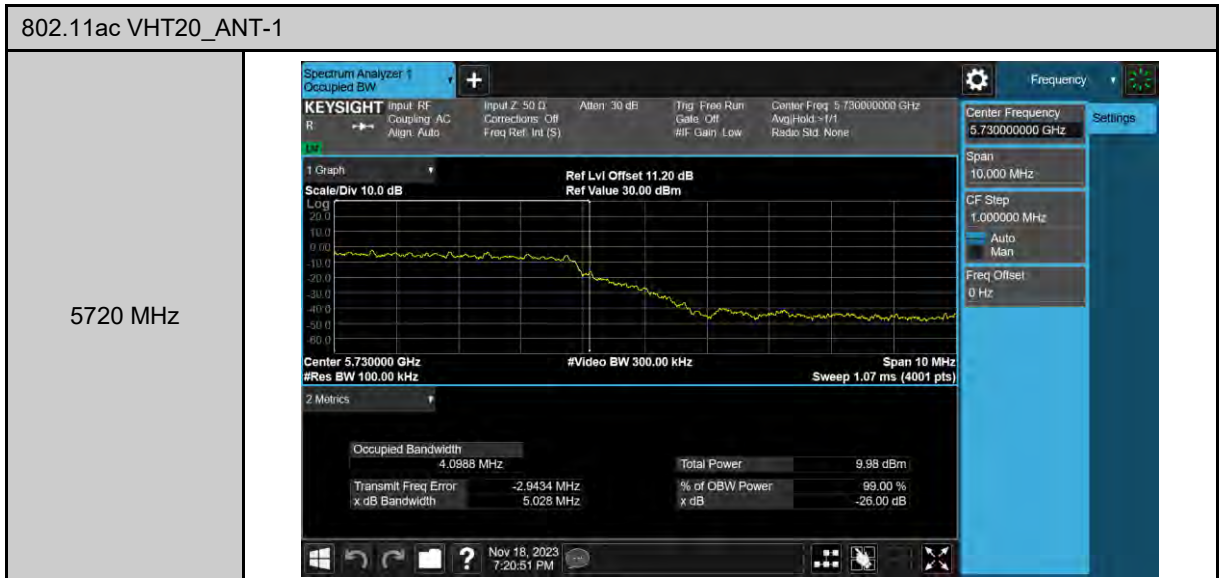 802.11ac VHT20_ANT-1
5720 MHz
Spectrum Analyzer 1
Occupied BW
Frequency
KEYSIGHT
R
Input: RF
Coupling: AC
Align: Auto
Input Z: 50 Ω
Corrections: Off
Freq Ref: Int (S)
Atten: 30 dB
Trig: Free Run
Gate: Off
#IF Gain: Low
Center Freq: 5.730000000 GHz
Avg|Hold:>1/1
Radio Std: None
1 Graph
Scale/Div 10.0 dB
Ref Lvl Offset 11.20 dB
Ref Value 30.00 dBm
Log
20.0
10.0
0.00
-10.0
-20.0
-30.0
-40.0
-50.0
-60.0
Center 5.730000 GHz
#Video BW 300.00 kHz
Span 10 MHz
#Res BW 100.00 kHz
Sweep 1.07 ms (4001 pts)
2 Metrics
Occupied Bandwidth
4.0988 MHz
Total Power 9.98 dBm
Transmit Freq Error -2.9434 MHz
% of OBW Power 99.00 %
x dB Bandwidth 5.028 MHz
x dB -26.00 dB
Nov 18, 2023
7:20:51 PM
Center Frequency
5.730000000 GHz
Settings
Span
10.000 MHz
CF Step
1.000000 MHz
Auto
Man
Freq Offset
0 Hz